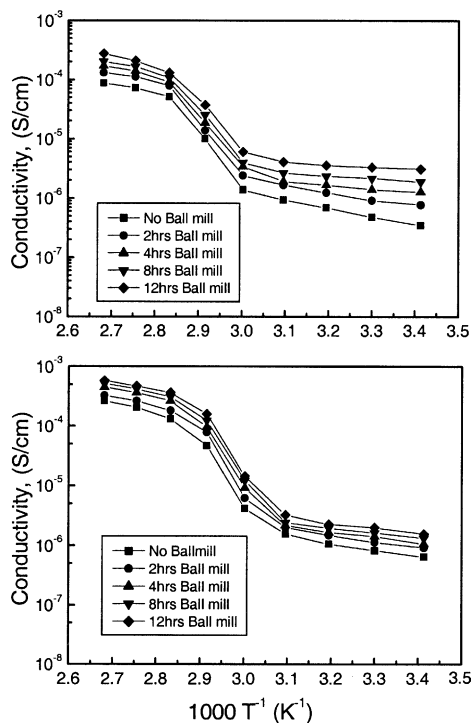 Conductivity, (S/cm)
10⁻³
10⁻⁴
10⁻⁵
10⁻⁶
10⁻⁷
10⁻⁸
No Ball mill
2hrs Ball mill
4hrs Ball mill
8hrs Ball mill
12hrs Ball mill
2.6 2.7 2.8 2.9 3.0 3.1 3.2 3.3 3.4 3.5
Conductivity, (S/cm)
10⁻³
10⁻⁴
10⁻⁵
10⁻⁶
10⁻⁷
10⁻⁸
No Ballmill
2hrs Ball mill
4hrs Ball mill
8hrs Ball mill
12hrs Ball mill
2.6 2.7 2.8 2.9 3.0 3.1 3.2 3.3 3.4 3.5
1000 T⁻¹ (K⁻¹)